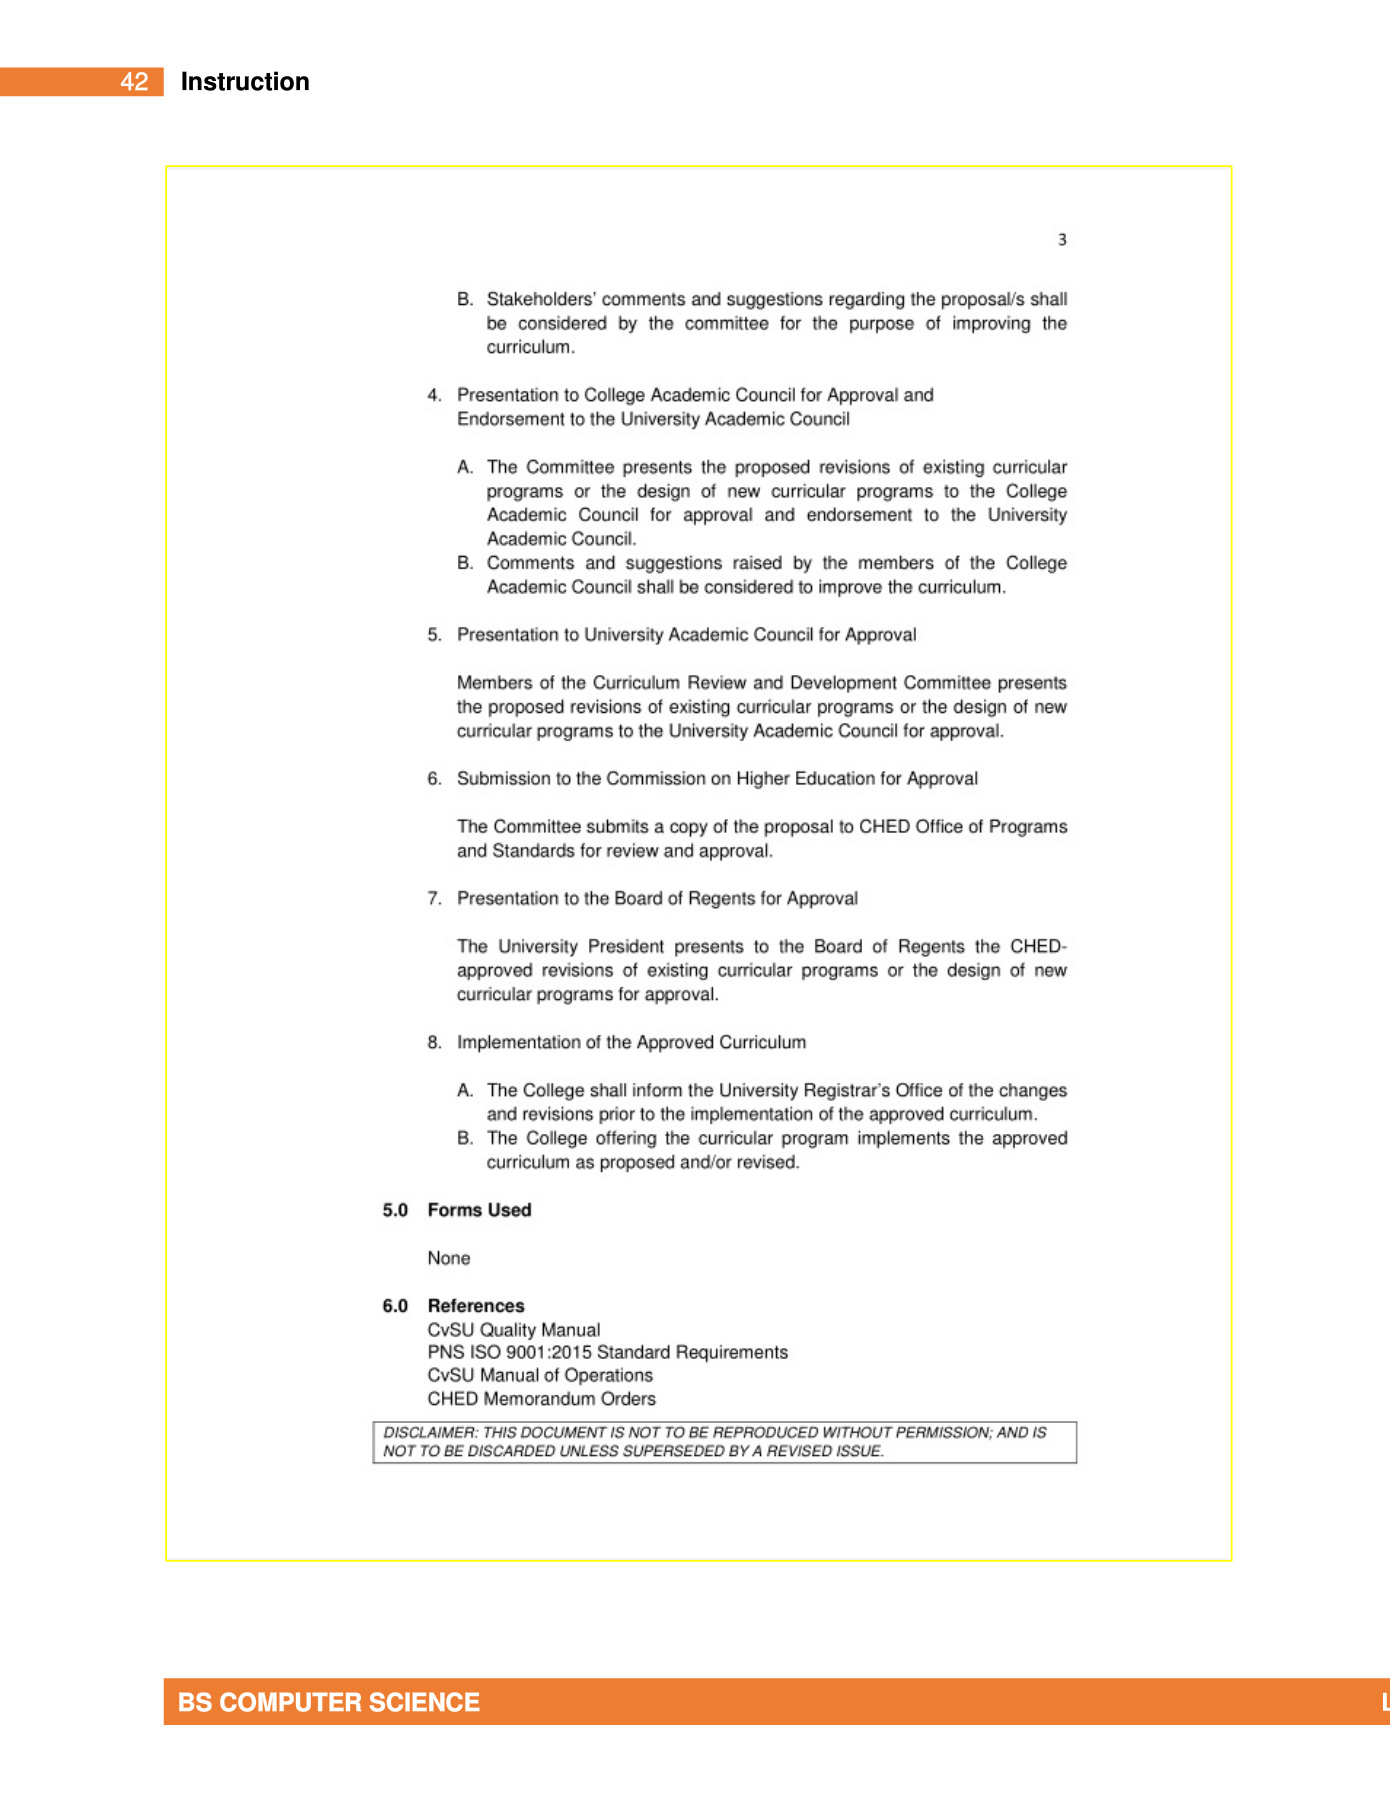 42 Instruction
3
B. Stakeholders' comments and suggestions regarding the proposal/s shall
be considered by the committee for the purpose of improving the
curriculum.
4. Presentation to College Academic Council for Approval and
Endorsement to the University Academic Council
A. The Committee presents the proposed revisions of existing curricular
programs or the design of new curricular programs to the College
Academic Council for approval and endorsement to the University
Academic Council.
B. Comments and suggestions raised by the members of the College
Academic Council shall be considered to improve the curriculum.
5. Presentation to University Academic Council for Approval
Members of the Curriculum Review and Development Committee presents
the proposed revisions of existing curricular programs or the design of new
curricular programs to the University Academic Council for approval.
6. Submission to the Commission on Higher Education for Approval
The Committee submits a copy of the proposal to CHED Office of Programs
and Standards for review and approval.
7. Presentation to the Board of Regents for Approval
The University President presents to the Board of Regents the CHED-
approved revisions of existing curricular programs or the design of new
curricular programs for approval.
8. Implementation of the Approved Curriculum
A. The College shall inform the University Registrar's Office of the changes
and revisions prior to the implementation of the approved curriculum.
B. The College offering the curricular program implements the approved
curriculum as proposed and/or revised.
5.0 Forms Used
None
6.0 References
CvSU Quality Manual
PNS ISO 9001:2015 Standard Requirements
CvSU Manual of Operations
CHED Memorandum Orders
DISCLAIMER: THIS DOCUMENT IS NOT TO BE REPRODUCED WITHOUT PERMISSION; AND IS
NOT TO BE DISCARDED UNLESS SUPERSEDED BY A REVISED ISSUE.
BS COMPUTER SCIENCE